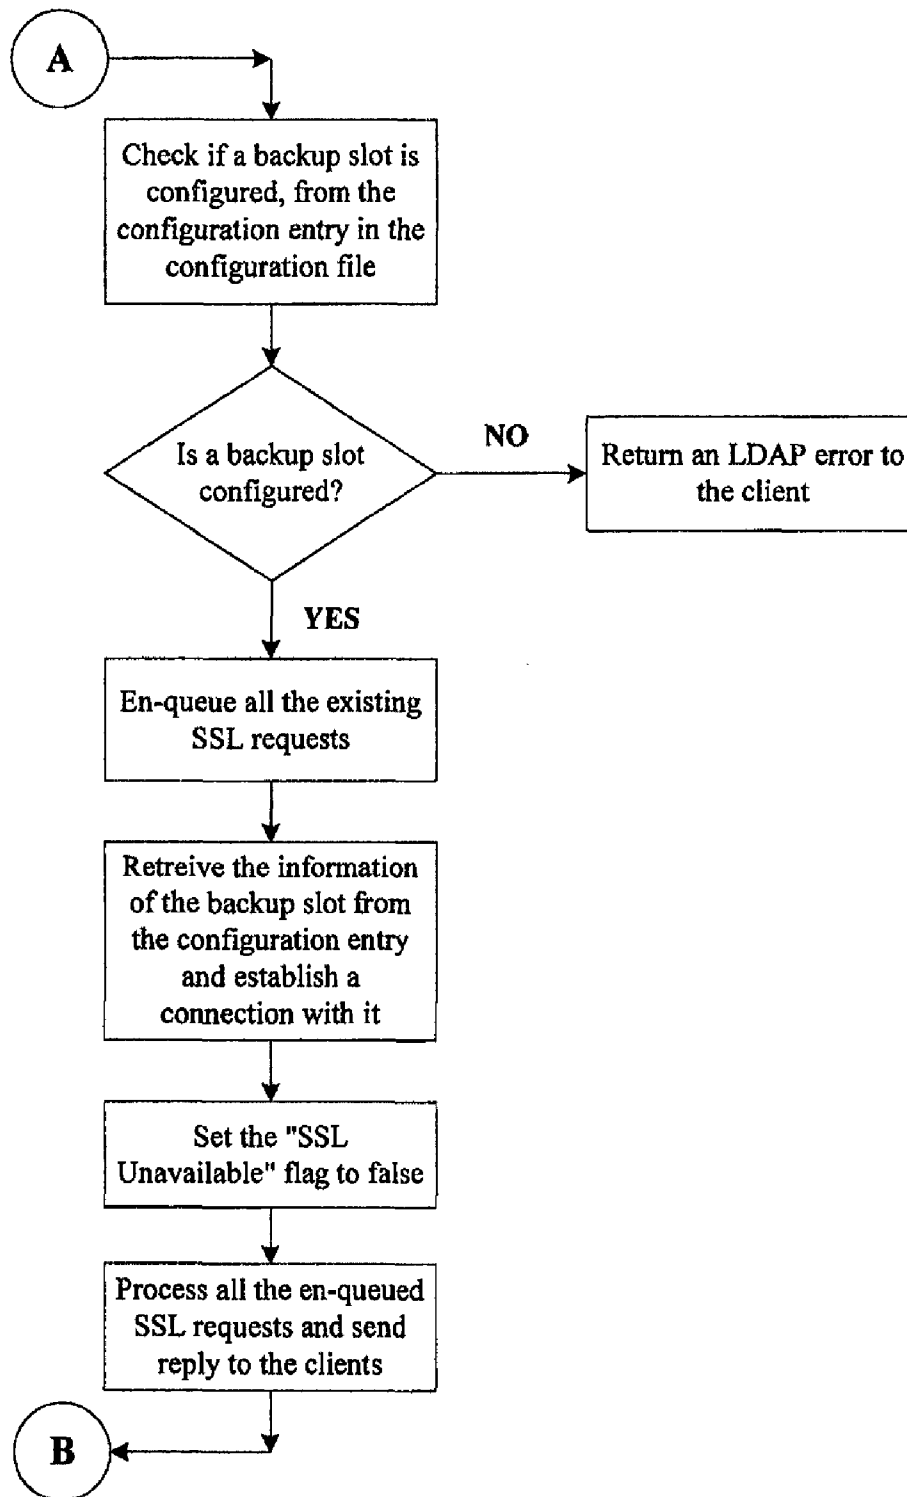 A
Check if a backup slot is
configured, from the
configuration entry in the
configuration file
Is a backup slot
configured?
NO
Return an LDAP error to
the client
YES
En-queue all the existing
SSL requests
Retreive the information
of the backup slot from
the configuration entry
and establish a
connection with it
Set the "SSL
Unavailable" flag to false
Process all the en-queued
SSL requests and send
reply to the clients
B